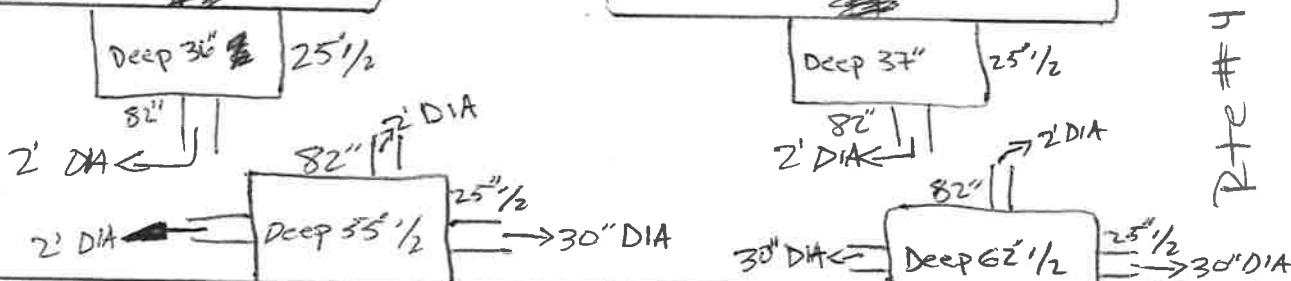 Deep 36" 25"1/2
82"
2' DIA
Deep 37" 25"1/2
82"
2' DIA
Rte #4
2' DIA
82"
25"1/2
2' DIA
Deep 55"1/2
30" DIA
2' DIA
82"
25"1/2
30" DIA
Deep 62"1/2
30" DIA